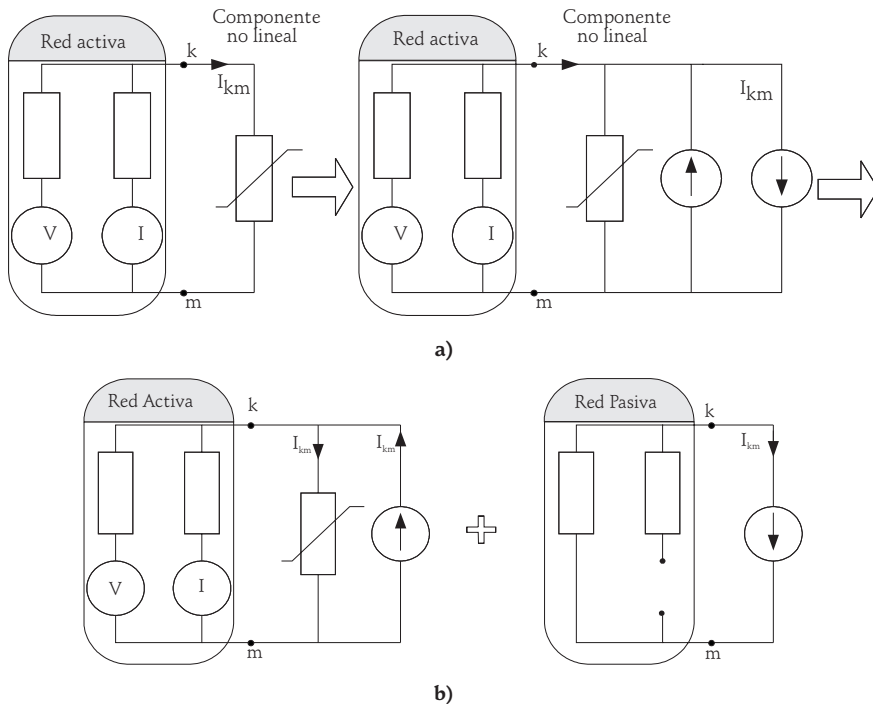 Componente
no lineal
Red activa
k
I_km
V
I
m
Componente
no lineal
Red activa
k
I_km
V
I
m
a)
Red Activa
k
I_km
I_km
V
I
m
Red Pasiva
k
I_km
m
b)